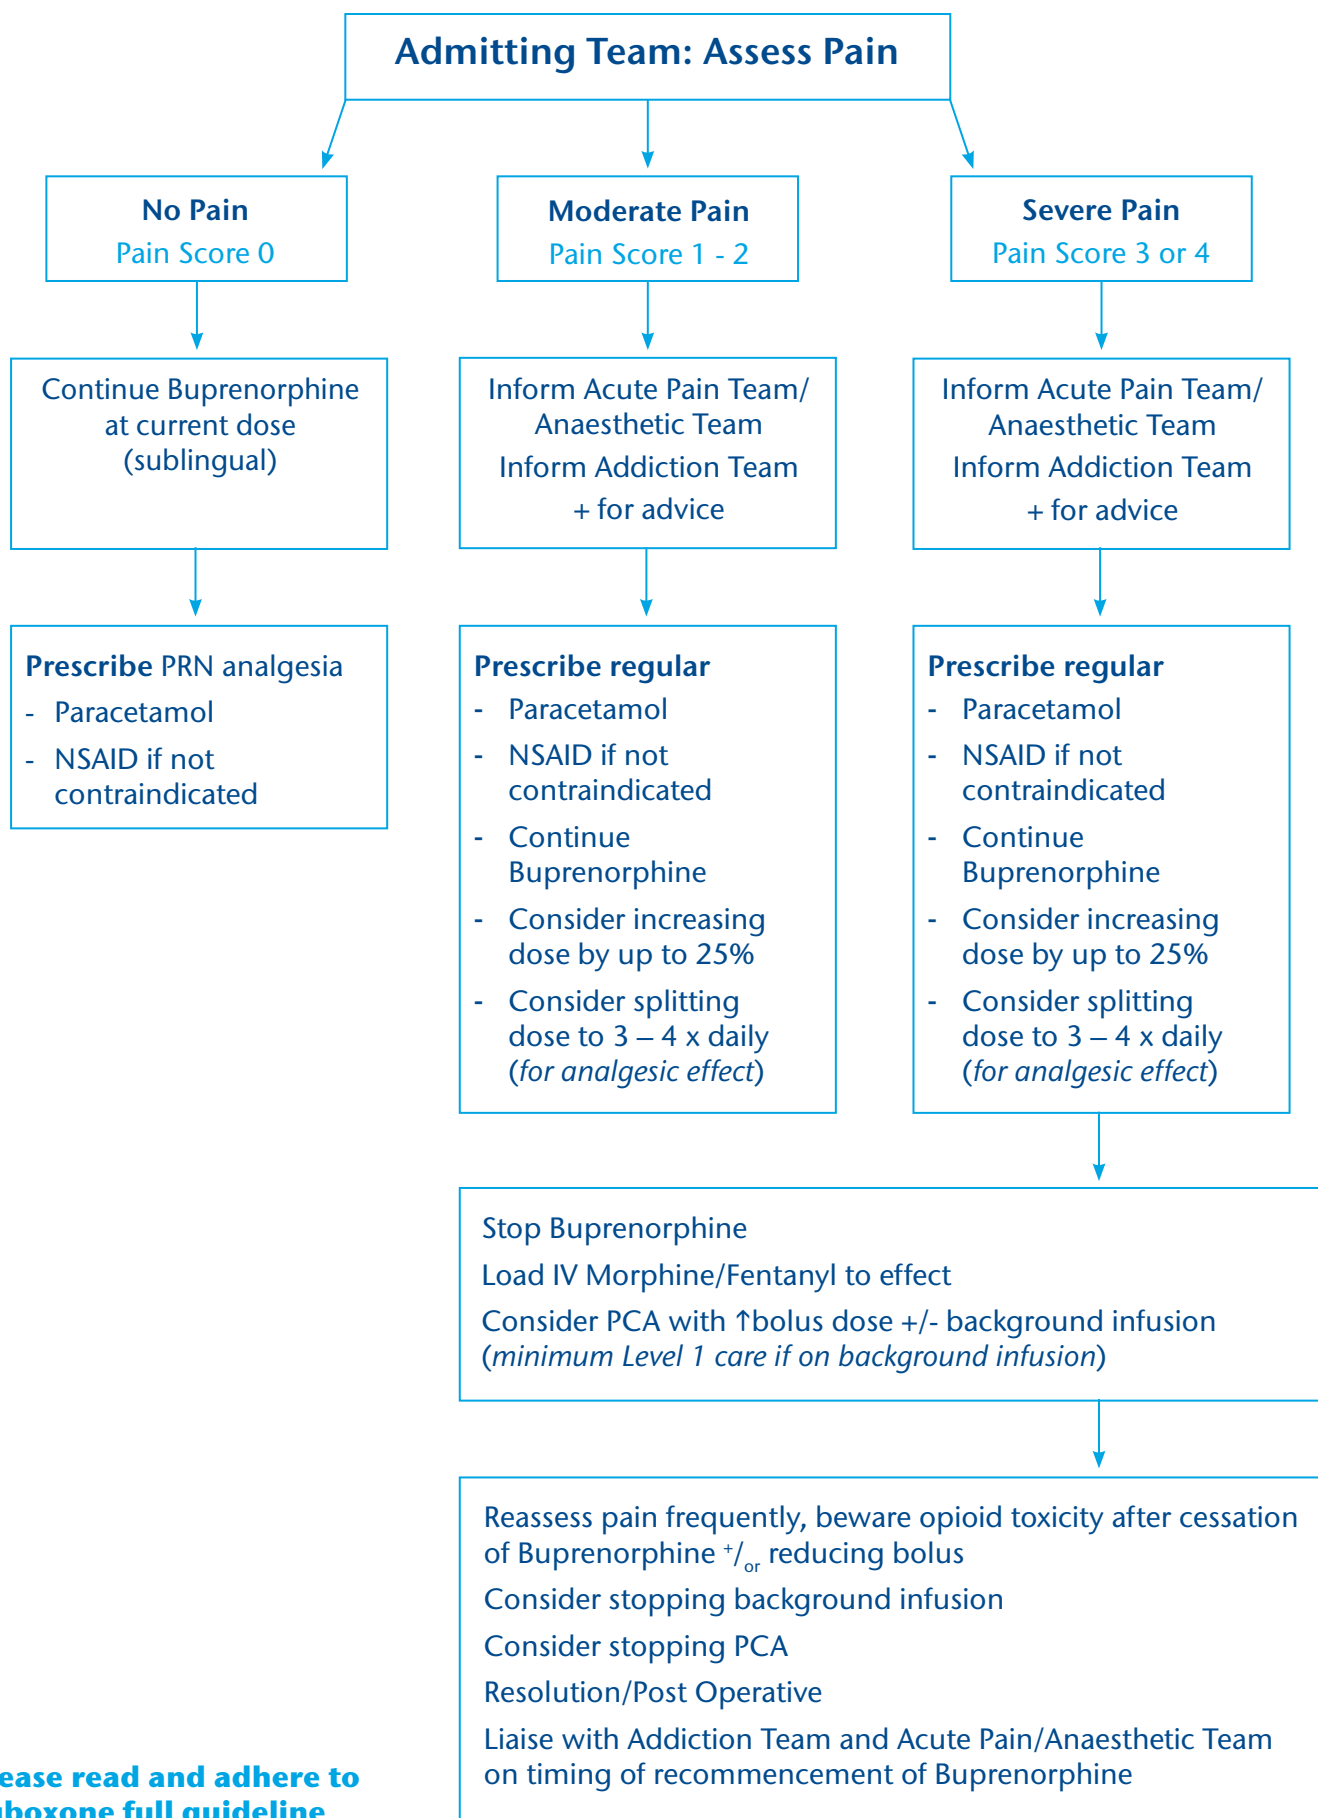 Admitting Team: Assess Pain
No Pain
Pain Score 0
Moderate Pain
Pain Score 1 - 2
Severe Pain
Pain Score 3 or 4
Continue Buprenorphine
at current dose
(sublingual)
Inform Acute Pain Team/
Anaesthetic Team
Inform Addiction Team
+ for advice
Inform Acute Pain Team/
Anaesthetic Team
Inform Addiction Team
+ for advice
Prescribe PRN analgesia
- Paracetamol
- NSAID if not
contraindicated
Prescribe regular
- Paracetamol
- NSAID if not
contraindicated
- Continue
Buprenorphine
- Consider increasing
dose by up to 25%
- Consider splitting
dose to 3 – 4 x daily
(for analgesic effect)
Prescribe regular
- Paracetamol
- NSAID if not
contraindicated
- Continue
Buprenorphine
- Consider increasing
dose by up to 25%
- Consider splitting
dose to 3 – 4 x daily
(for analgesic effect)
Stop Buprenorphine
Load IV Morphine/Fentanyl to effect
Consider PCA with ↑bolus dose +/- background infusion
(minimum Level 1 care if on background infusion)
Reassess pain frequently, beware opioid toxicity after cessation
of Buprenorphine +/or reducing bolus
Consider stopping background infusion
Consider stopping PCA
Resolution/Post Operative
Liaise with Addiction Team and Acute Pain/Anaesthetic Team
on timing of recommencement of Buprenorphine
ease read and adhere to
uboxone full guideline